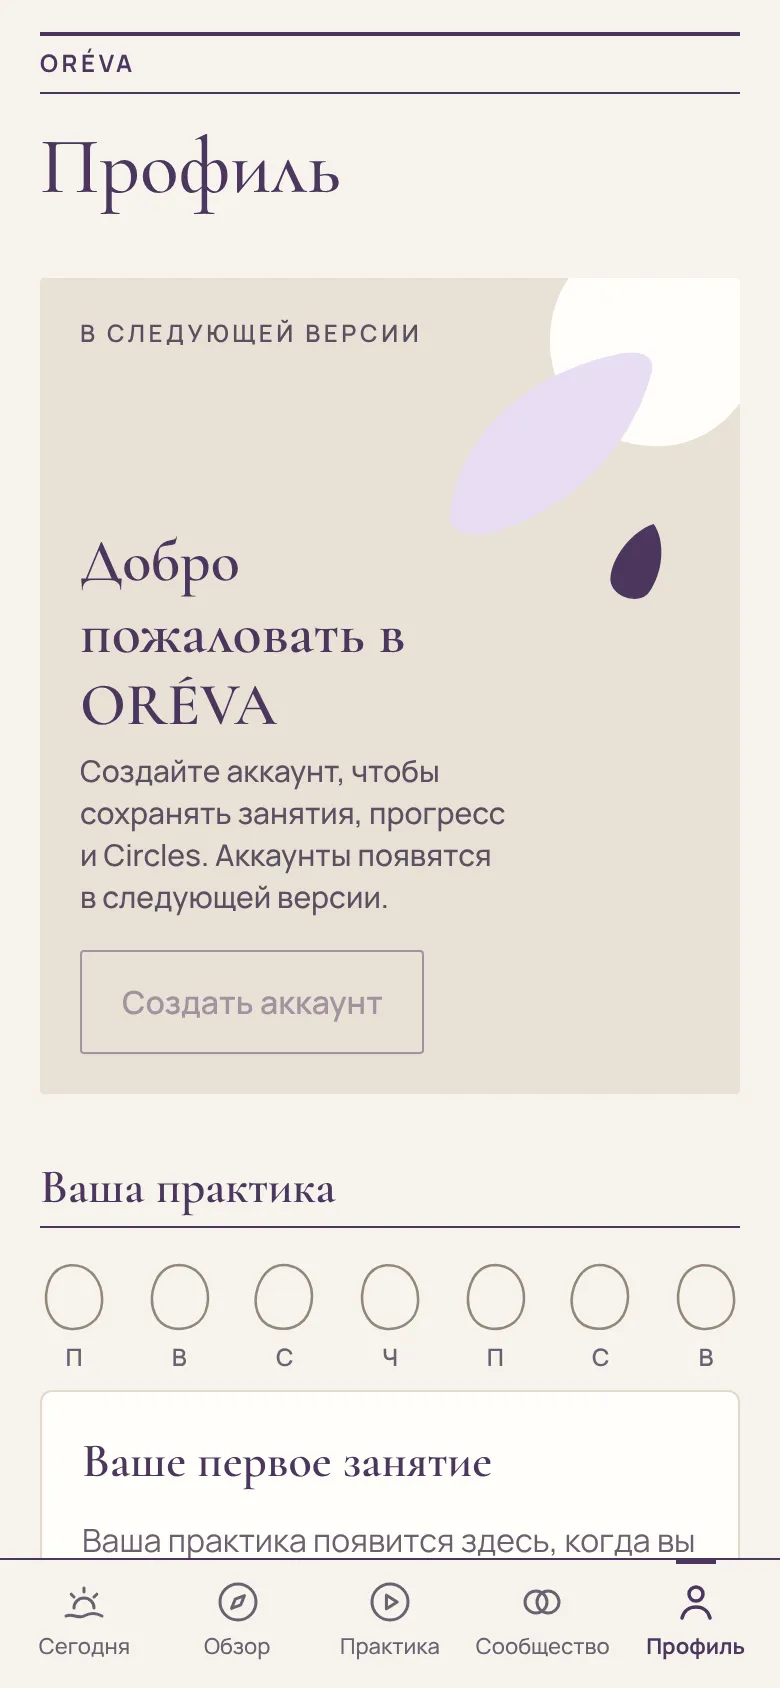 ORÉVA
Профиль
В СЛЕДУЮЩЕЙ ВЕРСИИ
Добро
пожаловать в
ORÉVA
Создайте аккаунт, чтобы
сохранять занятия, прогресс
и Circles. Аккаунты появятся
в следующей версии.
Создать аккаунт
Ваша практика
П В С Ч П С В
Ваше первое занятие
Ваша практика появится здесь, когда вы
Сегодня Обзор Практика Сообщество Профиль